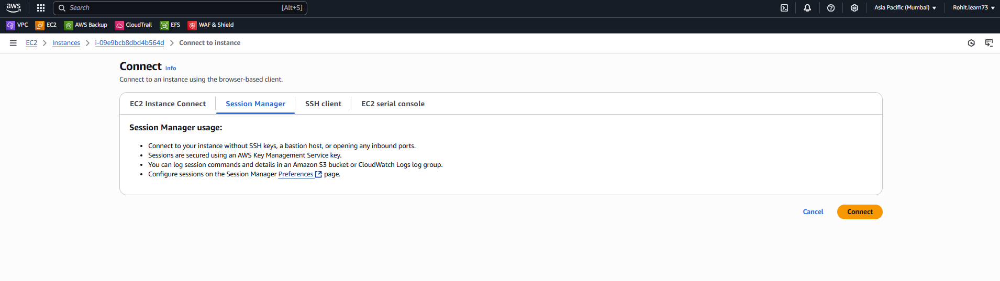 aws Search [Alt+S] Asia Pacific (Mumbai) Rohit.learn73
VPC EC2 AWS Backup CloudTrail EFS WAF & Shield
EC2 Instances i-09e9bcb8dbd4b564d Connect to instance
Connect Info
Connect to an instance using the browser-based client.
EC2 Instance Connect Session Manager SSH client EC2 serial console
Session Manager usage:
• Connect to your instance without SSH keys, a bastion host, or opening any inbound ports.
• Sessions are secured using an AWS Key Management Service key.
• You can log session commands and details in an Amazon S3 bucket or CloudWatch Logs log group.
• Configure sessions on the Session Manager Preferences page.
Cancel Connect